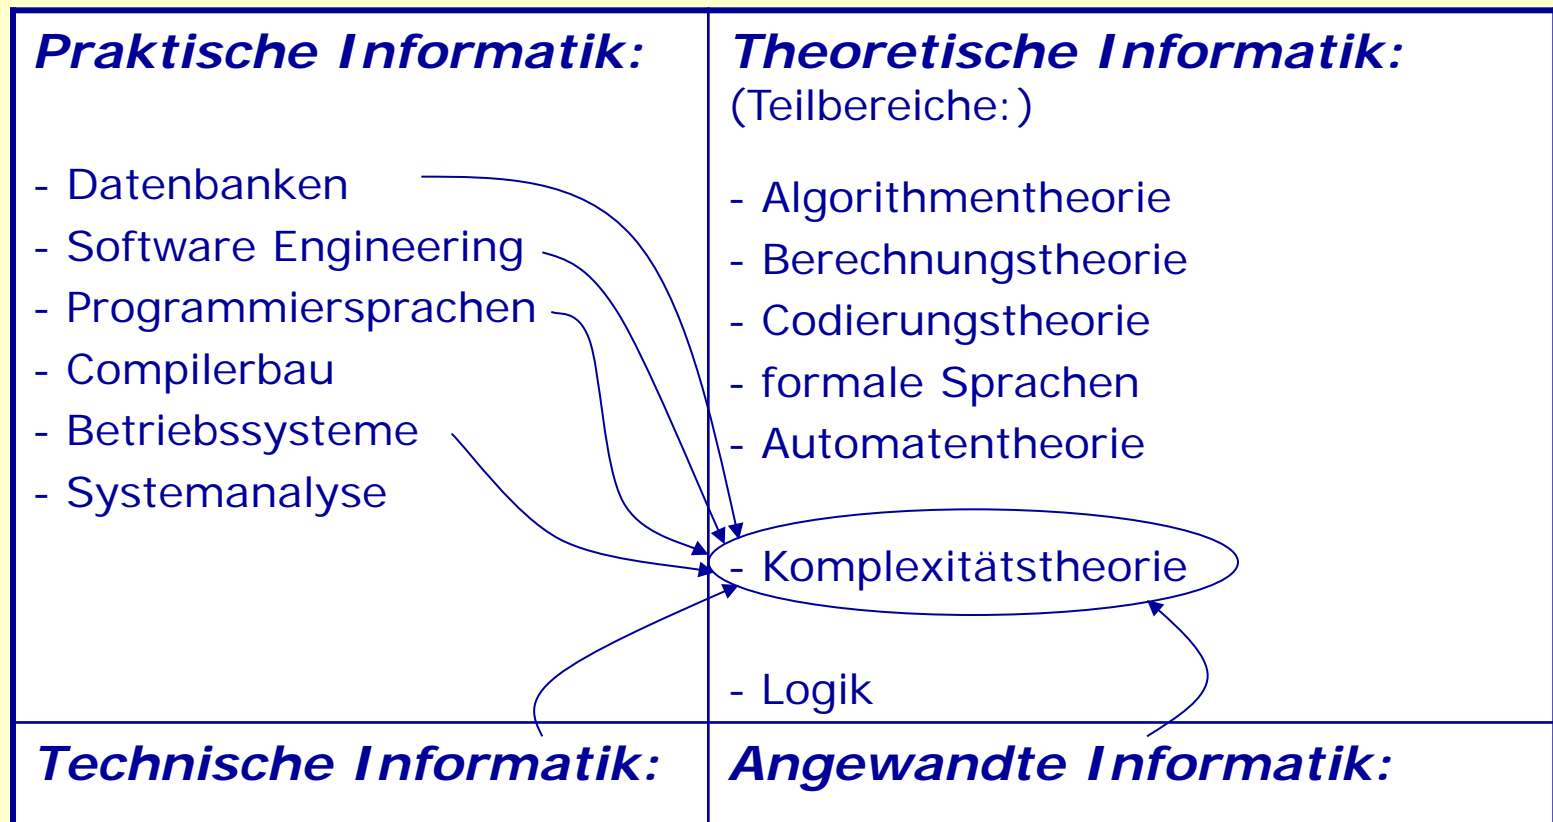 Praktische Informatik:
- Datenbanken
- Software Engineering
- Programmiersprachen
- Compilerbau
- Betriebssysteme
- Systemanalyse
Theoretische Informatik:
(Teilbereiche:)
- Algorithmentheorie
- Berechnungstheorie
- Codierungstheorie
- formale Sprachen
- Automatentheorie
- Komplexitätstheorie
- Logik
Technische Informatik:
Angewandte Informatik: